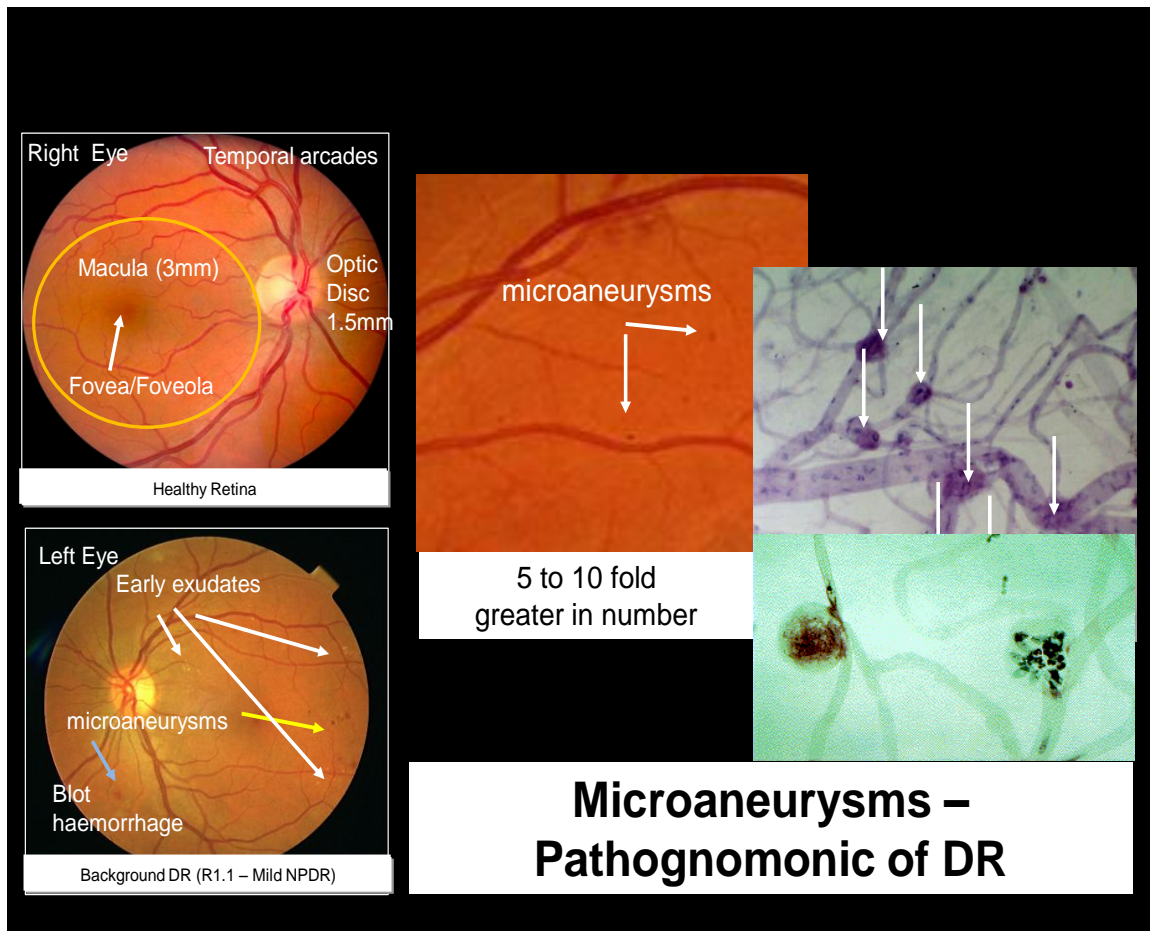 Right Eye
Temporal arcades
Macula (3mm)
Optic
Disc
1.5mm
Fovea/Foveola
Healthy Retina
Left Eye
Early exudates
microaneurysms
Blot
haemorrhage
Background DR (R1.1 – Mild NPDR)
microaneurysms
5 to 10 fold
greater in number
Microaneurysms –
Pathognomonic of DR